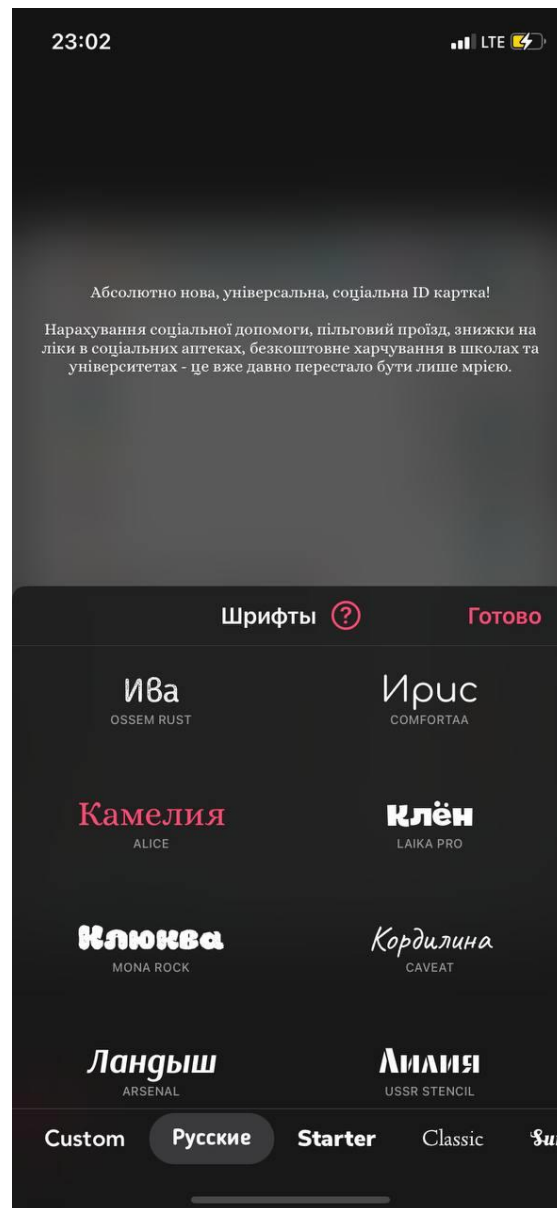 23:02
LTE
Абсолютно нова, універсальна, соціальна ID картка!
Нарахування соціальної допомоги, пільговий проїзд, знижки на
ліки в соціальних аптеках, безкоштовне харчування в школах та
університетах - це вже давно перестало бути лише мрією.
Шрифты ? Готово
Ива Ирис
OSSEM RUST COMFORTAA
Камелия Клён
ALICE LAIKA PRO
Клюква Кордилина
MONA ROCK CAVEAT
Ландыш Лилия
ARSENAL USSR STENCIL
Custom Русские Starter Classic